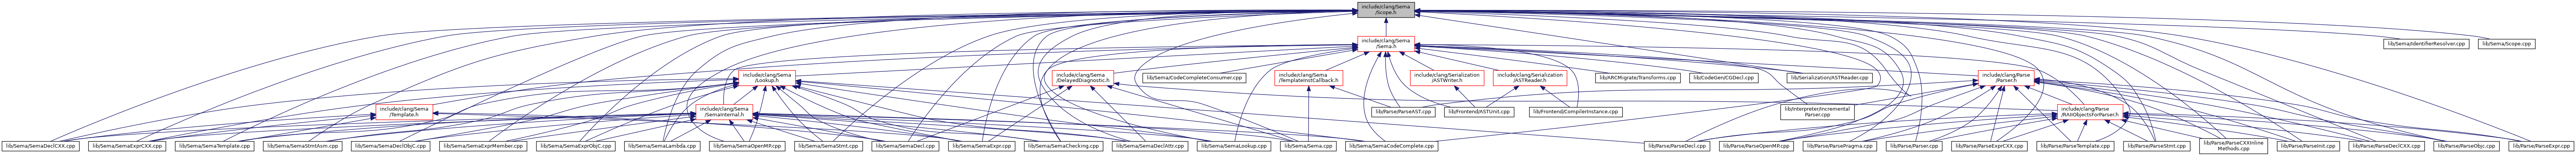 include/clang/Sema
/Scope.h
include/clang/Sema
/Sema.h
lib/Sema/IdentifierResolver.cpp
lib/Sema/Scope.cpp
include/clang/Sema
/Lookup.h
include/clang/Sema
/DelayedDiagnostic.h
lib/Sema/CodeCompleteConsumer.cpp
include/clang/Sema
/TemplateInstCallback.h
include/clang/Serialization
/ASTWriter.h
include/clang/Serialization
/ASTReader.h
lib/ARCMigrate/Transforms.cpp
lib/CodeGen/CGDecl.cpp
lib/Serialization/ASTReader.cpp
include/clang/Parse
/Parser.h
include/clang/Sema
/Template.h
include/clang/Sema
/SemaInternal.h
lib/Parse/ParseAST.cpp
lib/Frontend/ASTUnit.cpp
lib/Frontend/CompilerInstance.cpp
lib/Interpreter/Incremental
Parser.cpp
include/clang/Parse
/RAIIObjectsForParser.h
lib/Sema/SemaDeclCXX.cpp
lib/Sema/SemaExprCXX.cpp
lib/Sema/SemaTemplate.cpp
lib/Sema/SemaStmtAsm.cpp
lib/Sema/SemaDeclObjC.cpp
lib/Sema/SemaExprMember.cpp
lib/Sema/SemaExprObjC.cpp
lib/Sema/SemaLambda.cpp
lib/Sema/SemaOpenMP.cpp
lib/Sema/SemaStmt.cpp
lib/Sema/SemaDecl.cpp
lib/Sema/SemaExpr.cpp
lib/Sema/SemaChecking.cpp
lib/Sema/SemaDeclAttr.cpp
lib/Sema/SemaLookup.cpp
lib/Sema/Sema.cpp
lib/Sema/SemaCodeComplete.cpp
lib/Parse/ParseDecl.cpp
lib/Parse/ParseOpenMP.cpp
lib/Parse/ParsePragma.cpp
lib/Parse/Parser.cpp
lib/Parse/ParseExprCXX.cpp
lib/Parse/ParseTemplate.cpp
lib/Parse/ParseStmt.cpp
lib/Parse/ParseCXXInline
Methods.cpp
lib/Parse/ParseInit.cpp
lib/Parse/ParseDeclCXX.cpp
lib/Parse/ParseObjc.cpp
lib/Parse/ParseExpr.cpp